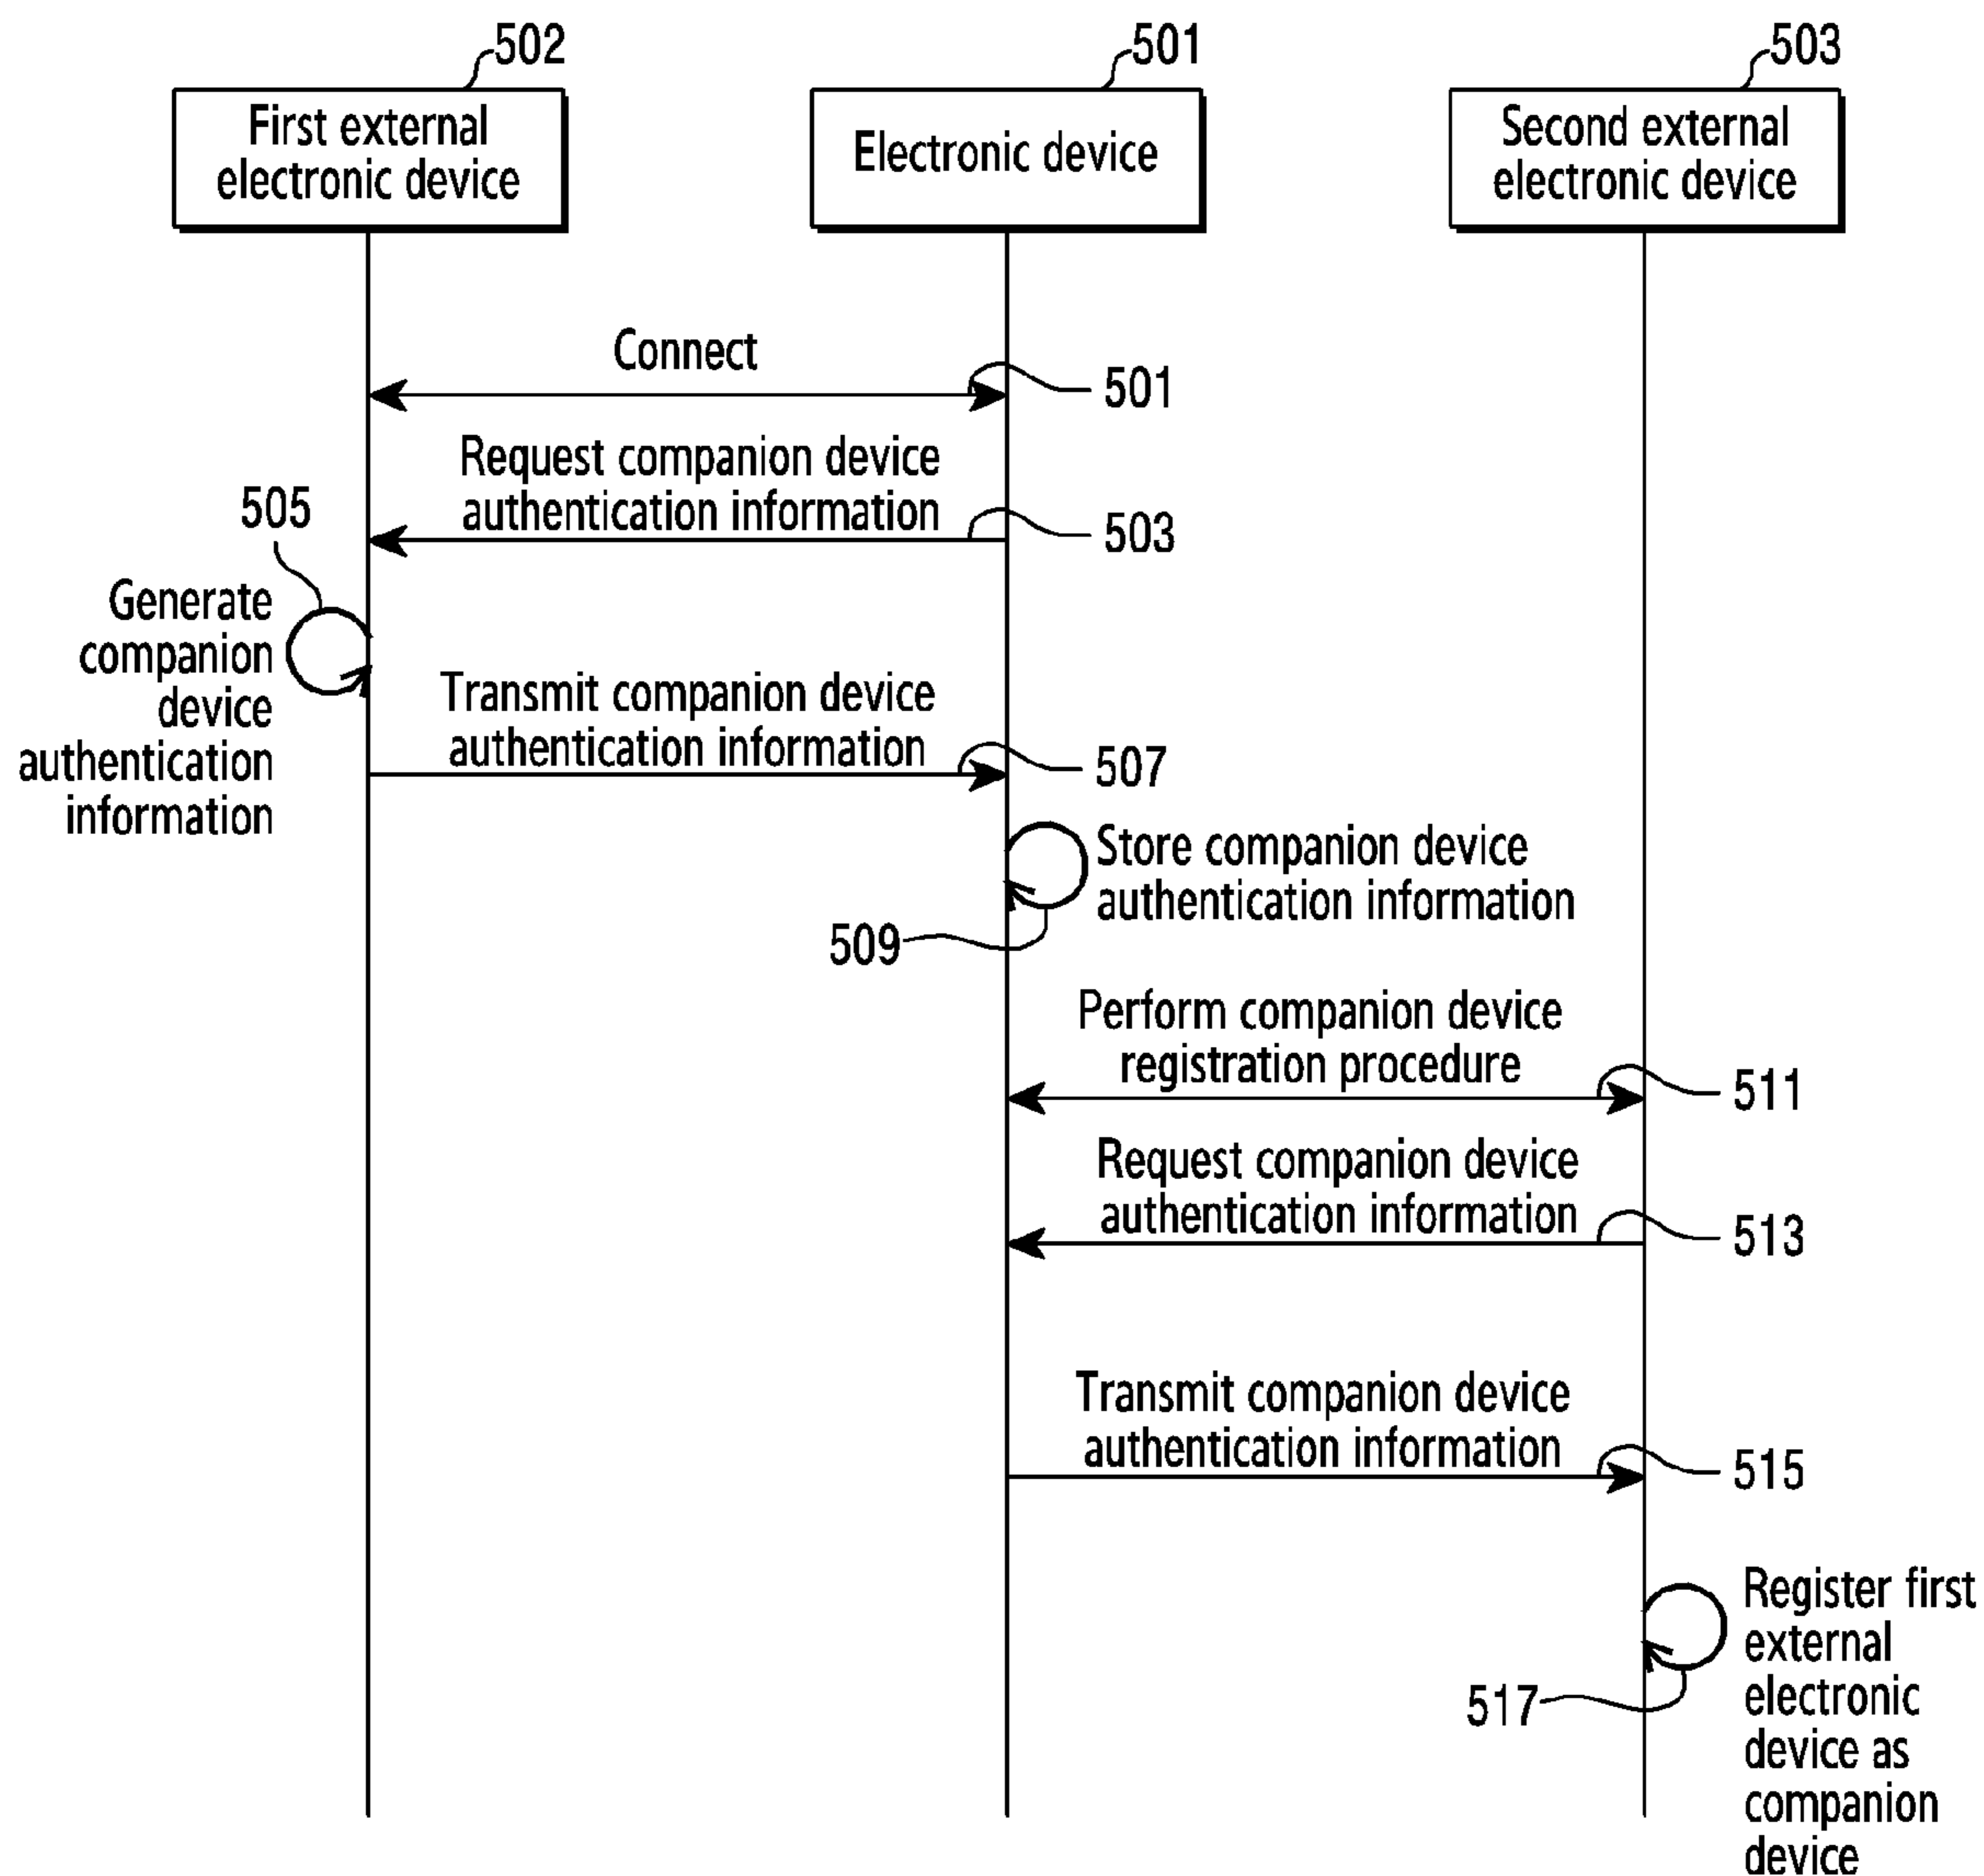 502
501
503
First external
electronic device
Electronic device
Second external
electronic device
Connect
501
Request companion device
authentication information
503
505
Generate
companion
device
authentication
information
Transmit companion device
authentication information
507
Store companion device
authentication information
509
Perform companion device
registration procedure
511
Request companion device
authentication information
513
Transmit companion device
authentication information
515
Register first
external
electronic
device as
companion
device
517